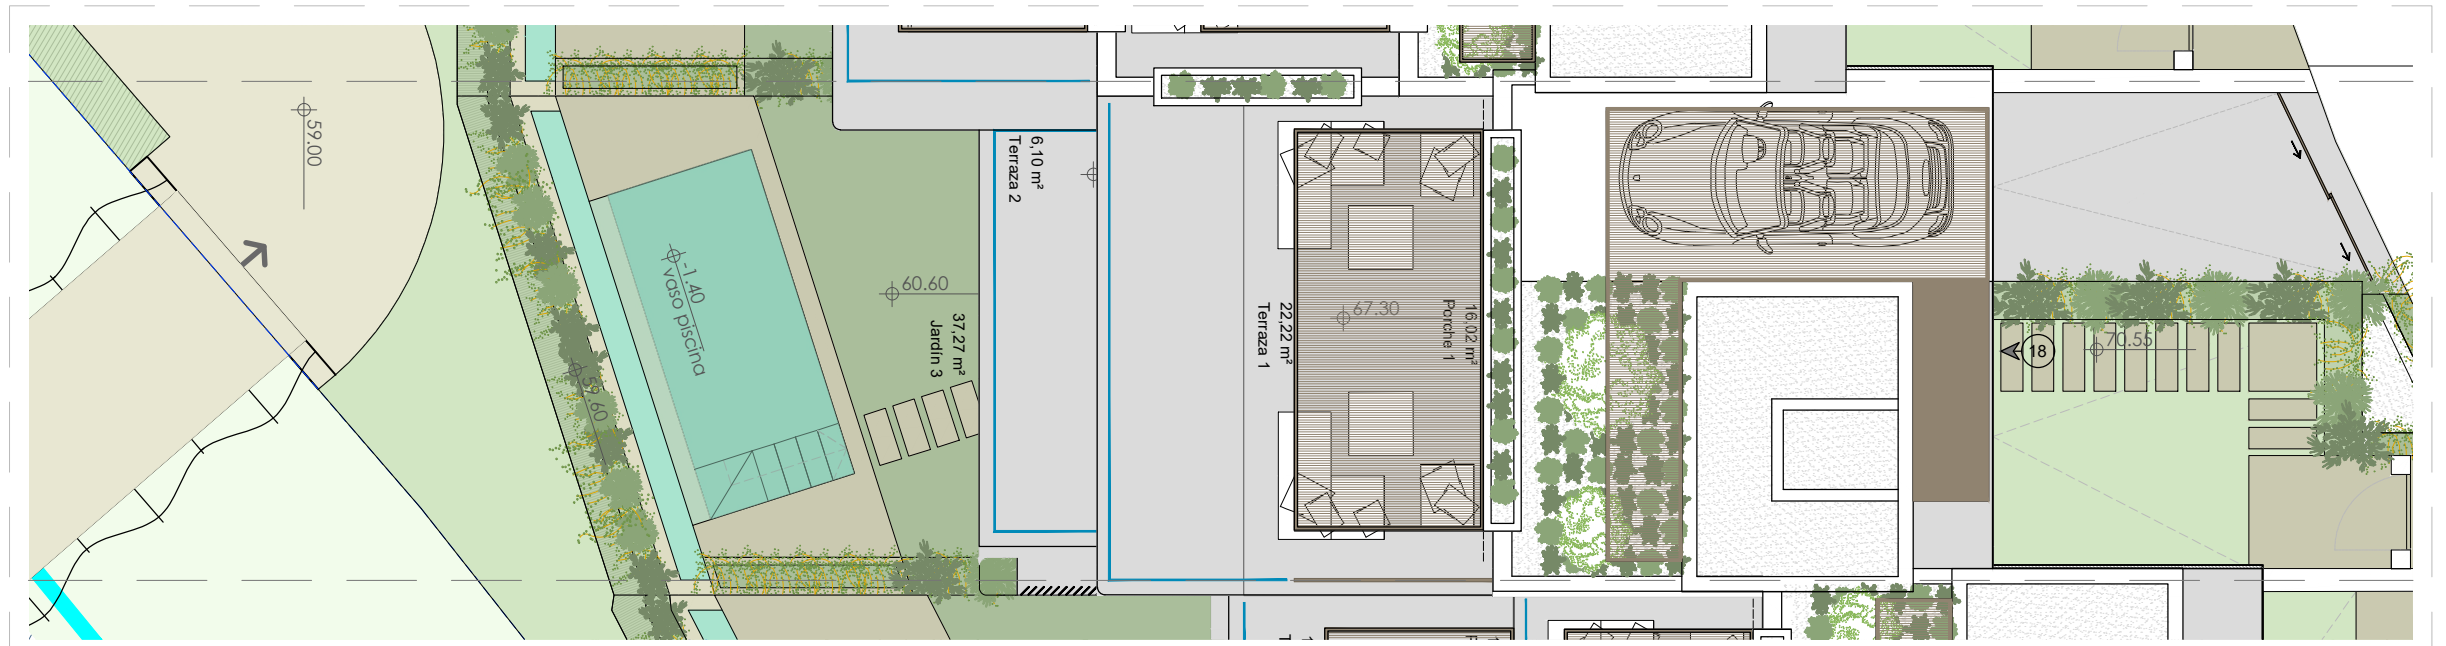 59.00
59.60
-1.40
vaso piscina
60.60
37,27 m²
Jardín 3
6,10 m²
Terraza 2
22,22 m²
Terraza 1
67.30
16,02 m²
Porche 1
18
70.55